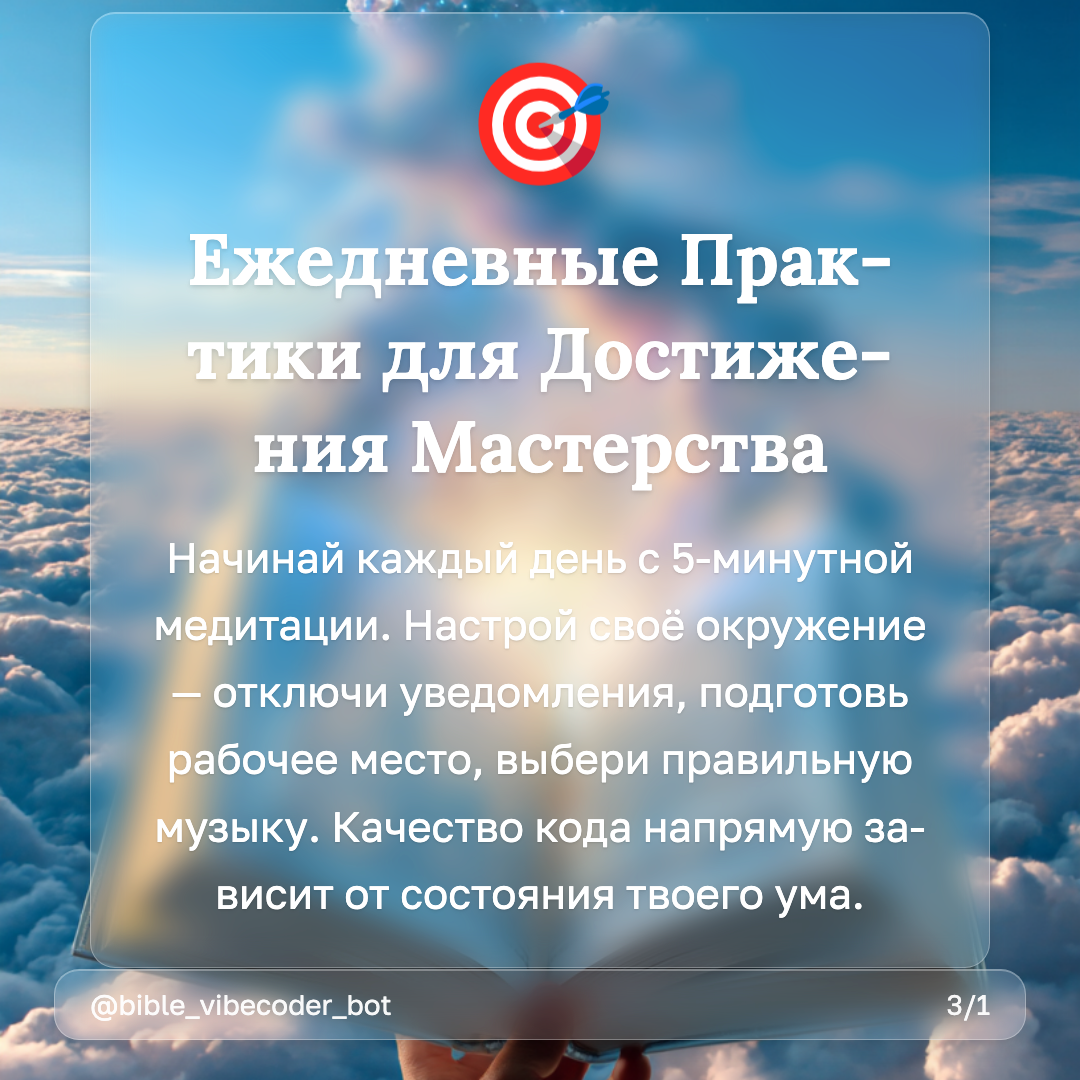 Ежедневные Прак-
тики для Достиже-
ния Мастерства
Начинай каждый день с 5-минутной
медитации. Настрой своё окружение
— отключи уведомления, подготовь
рабочее место, выбери правильную
музыку. Качество кода напрямую за-
висит от состояния твоего ума.
@bible_vibecoder_bot 3/1